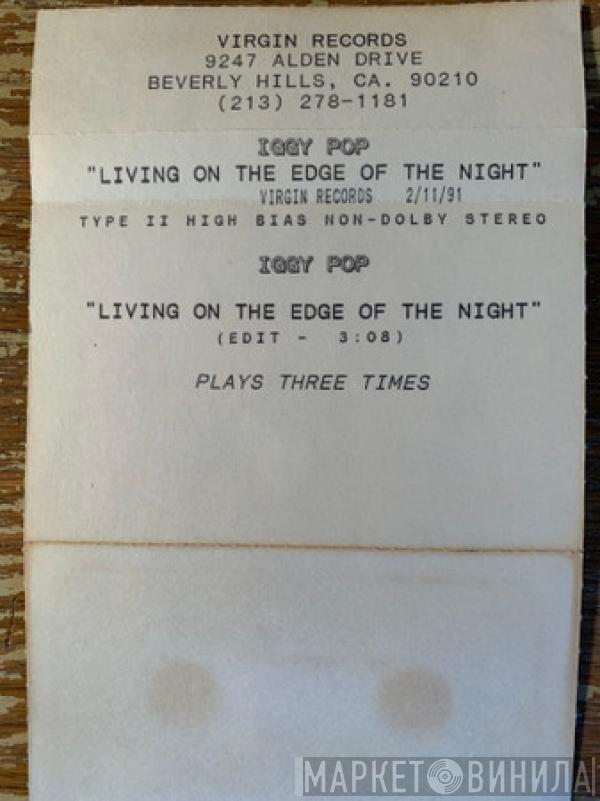 VIRGIN RECORDS
9247 ALDEN DRIVE
BEVERLY HILLS, CA. 90210
(213) 278-1181
IGGY POP
"LIVING ON THE EDGE OF THE NIGHT"
VIRGIN RECORDS 2/11/91
TYPE II HIGH BIAS NON-DOLBY STEREO
IGGY POP
"LIVING ON THE EDGE OF THE NIGHT"
(EDIT - 3:08)
PLAYS THREE TIMES
МАРКЕТ ВИНИЛА